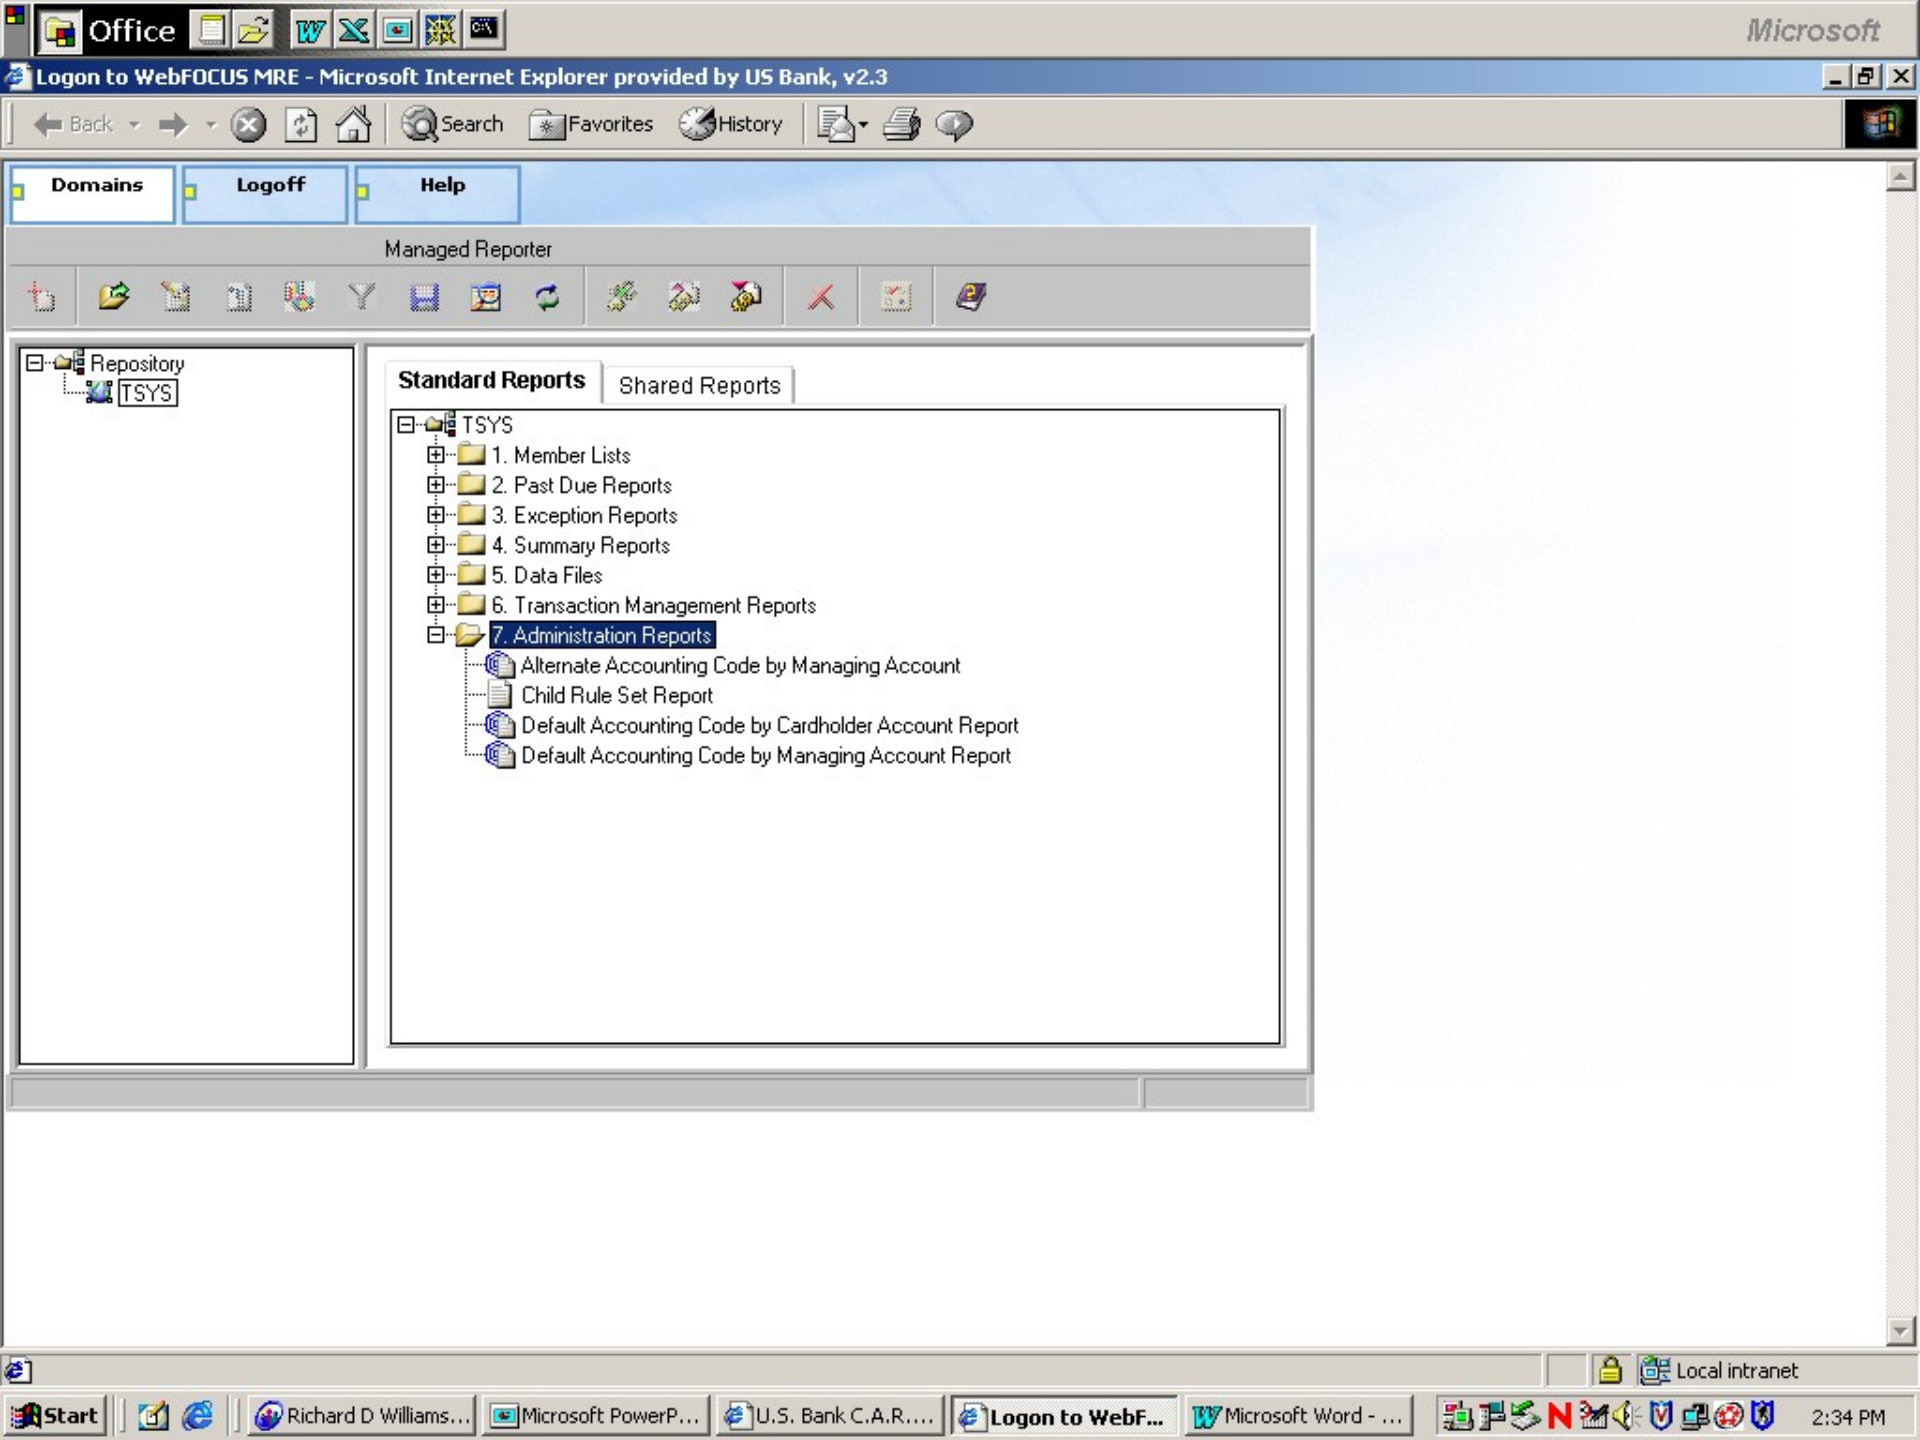 Office
Microsoft
Logon to WebFOCUS MRE - Microsoft Internet Explorer provided by US Bank, v2.3
Back Search Favorites History
Domains Logoff Help
Managed Reporter
Repository
TSYS
Standard Reports Shared Reports
TSYS
1. Member Lists
2. Past Due Reports
3. Exception Reports
4. Summary Reports
5. Data Files
6. Transaction Management Reports
7. Administration Reports
Alternate Accounting Code by Managing Account
Child Rule Set Report
Default Accounting Code by Cardholder Account Report
Default Accounting Code by Managing Account Report
Local intranet
Start Richard D Williams... Microsoft PowerP... U.S. Bank C.A.R.... Logon to WebF... Microsoft Word - ... 2:34 PM